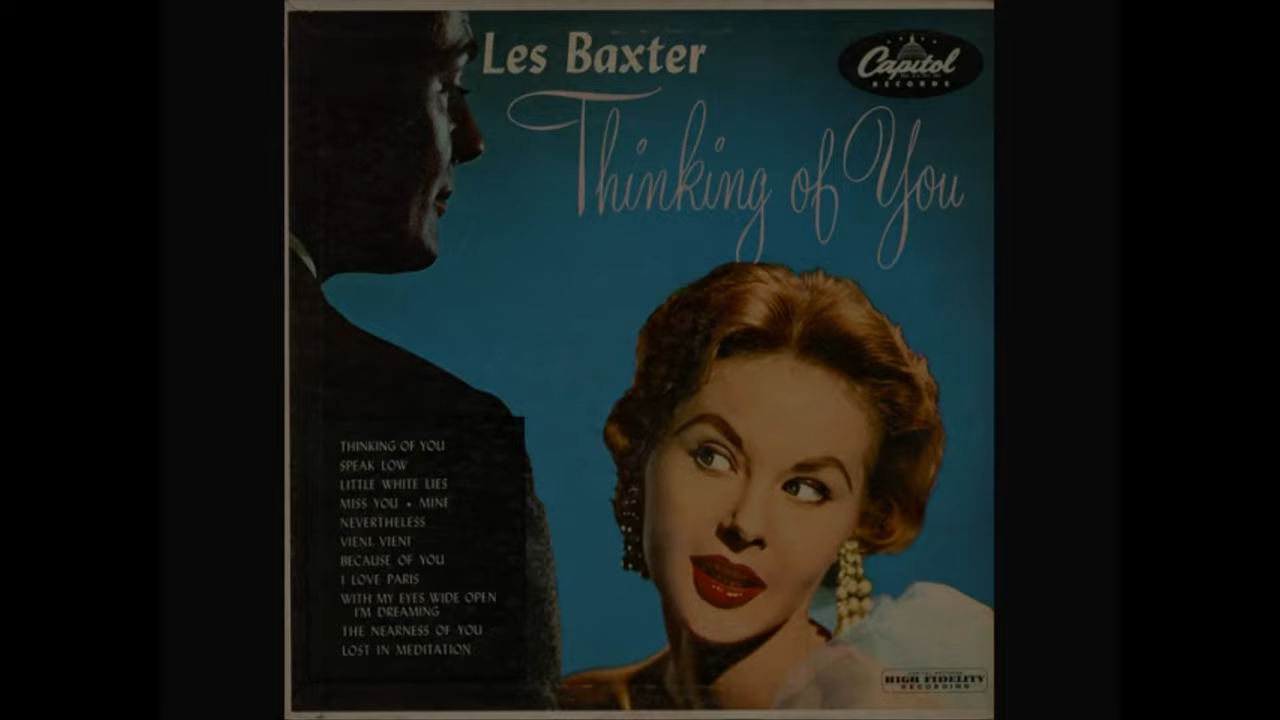 Les Baxter
Capitol
RECORDS
Thinking of You
THINKING OF YOU
SPEAK LOW
LITTLE WHITE LIES
MISS YOU • MINE
NEVERTHELESS
VIENI, VIENI
BECAUSE OF YOU
I LOVE PARIS
WITH MY EYES WIDE OPEN
I'M DREAMING
THE NEARNESS OF YOU
LOST IN MEDITATION
HIGH FIDELITY
RECORDING